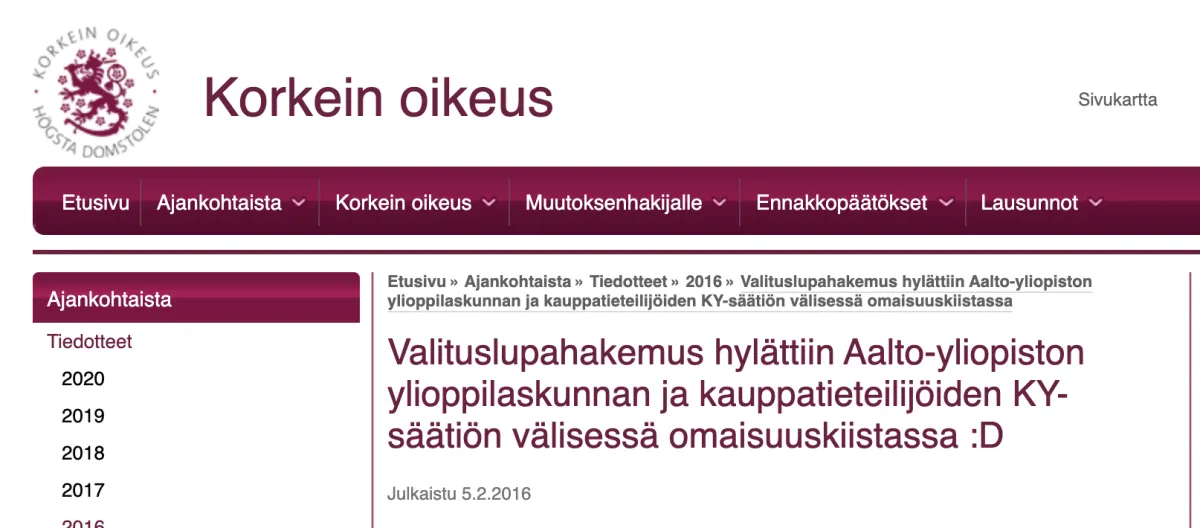 KORKEIN OIKEUS
HÖGSTA DOMSTOLEN
Korkein oikeus
Sivukartta
Etusivu Ajankohtaista Korkein oikeus Muutoksenhakijalle Ennakkopäätökset Lausunnot
Ajankohtaista
Tiedotteet
2020
2019
2018
2017
2016
Etusivu » Ajankohtaista » Tiedotteet » 2016 » Valituslupahakemus hylättiin Aalto-yliopiston
ylioppilaskunnan ja kauppatieteilijöiden KY-säätiön välisessä omaisuuskiistassa
Valituslupahakemus hylättiin Aalto-yliopiston
ylioppilaskunnan ja kauppatieteilijöiden KY-
säätiön välisessä omaisuuskiistassa :D
Julkaistu 5.2.2016